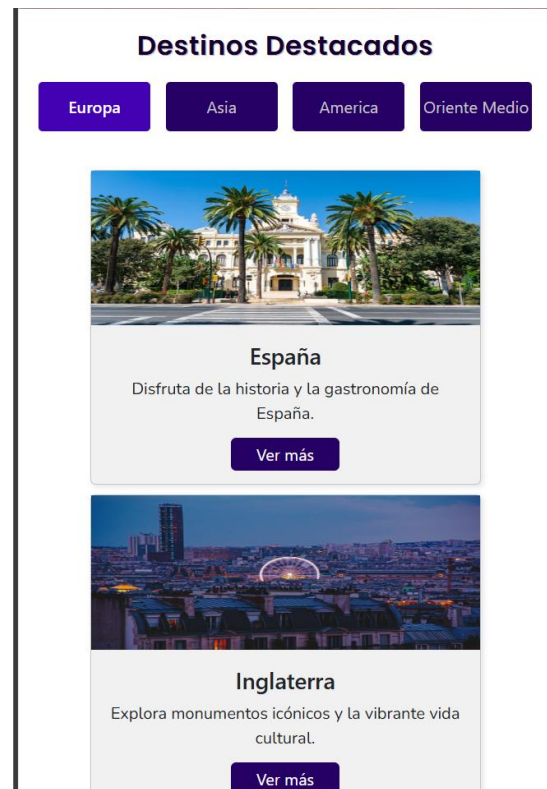 Destinos Destacados
Europa
Asia
America
Oriente Medio
España
Disfruta de la historia y la gastronomía de
España.
Ver más
Inglaterra
Explora monumentos icónicos y la vibrante vida
cultural.
Ver más